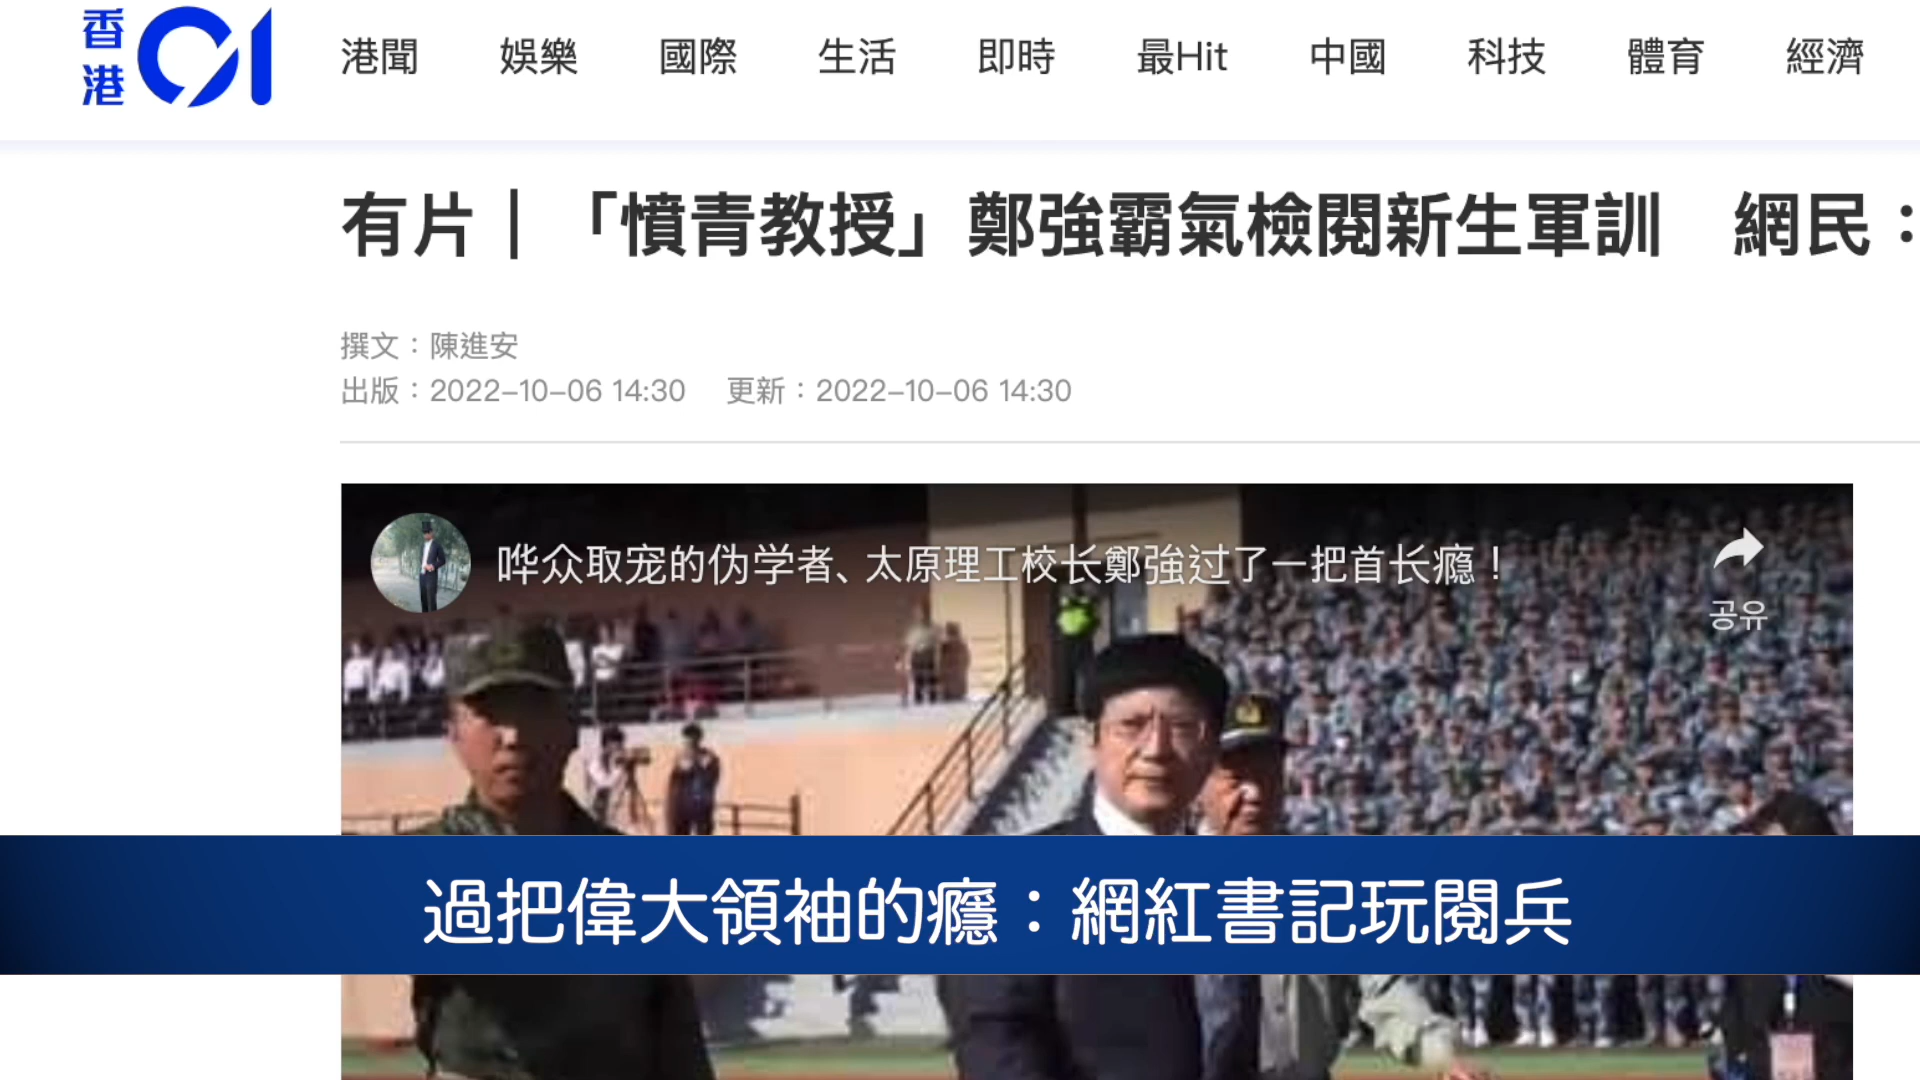 香港01
港聞 娛樂 國際 生活 即時 最Hit 中國 科技 體育 經濟
有片｜「憤青教授」鄭強霸氣檢閱新生軍訓　網民：
撰文：陳進安
出版：2022-10-06 14:30 更新：2022-10-06 14:30
哗众取宠的伪学者、太原理工校长鄭強过了一把首长瘾！
공유
過把偉大領袖的癮：網紅書記玩閱兵